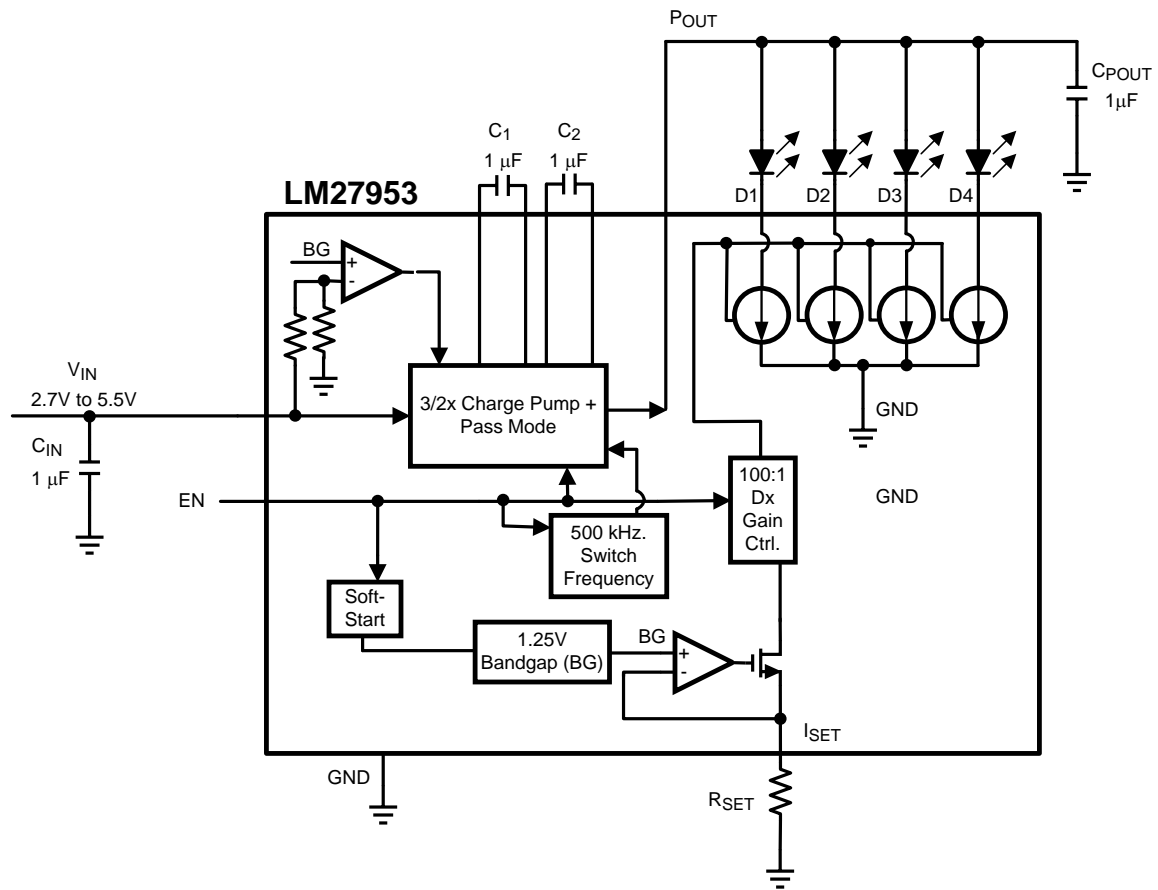 POUT
CPOUT
1µF
C1
1 µF
C2
1 µF
LM27953
D1
D2
D3
D4
BG
+
-
VIN
2.7V to 5.5V
3/2x Charge Pump +
Pass Mode
GND
CIN
1 µF
EN
100:1
Dx
Gain
Ctrl.
GND
500 kHz.
Switch
Frequency
Soft-
Start
1.25V
Bandgap (BG)
BG
+
-
ISET
GND
RSET